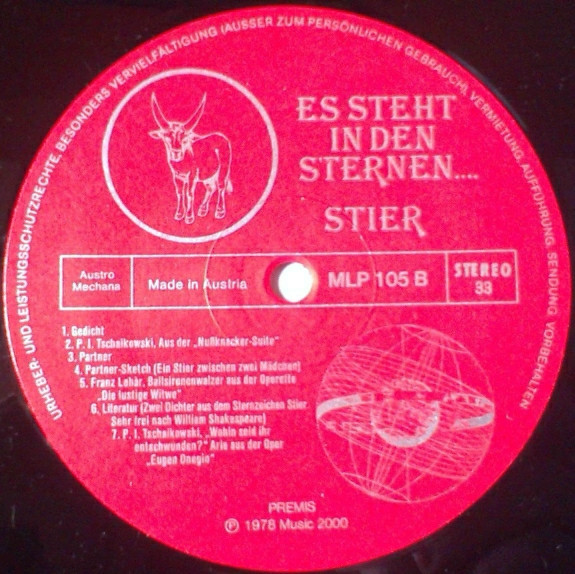 URHEBER- UND LEISTUNGSSCHUTZRECHTE, BESONDERS VERVIELFÄLTIGUNG (AUSSER ZUM PERSÖNLICHEN GEBRAUCH), VERMIETUNG, AUFFÜHRUNG, SENDUNG VORBEHALTEN
ES STEHT
IN DEN
STERNEN....
STIER
Austro
Mechana
Made in Austria
MLP 105 B
STEREO
33
1. Gedicht
2. P. I. Tschaikowski, Aus der „Nußknacker-Suite"
3. Partner
4. Partner-Sketch (Ein Stier zwischen zwei Mädchen)
5. Franz Lehár, Ballsirenenwalzer aus der Operette
„Die lustige Witwe"
6. Literatur (Zwei Dichter aus dem Sternzeichen Stier
Sehr frei nach William Shakespeare)
7. P. I. Tschaikowski, „Wohin seid ihr
entschwunden?" Arie aus der Oper
„Eugen Onegin"
PREMIS
℗ 1978 Music 2000